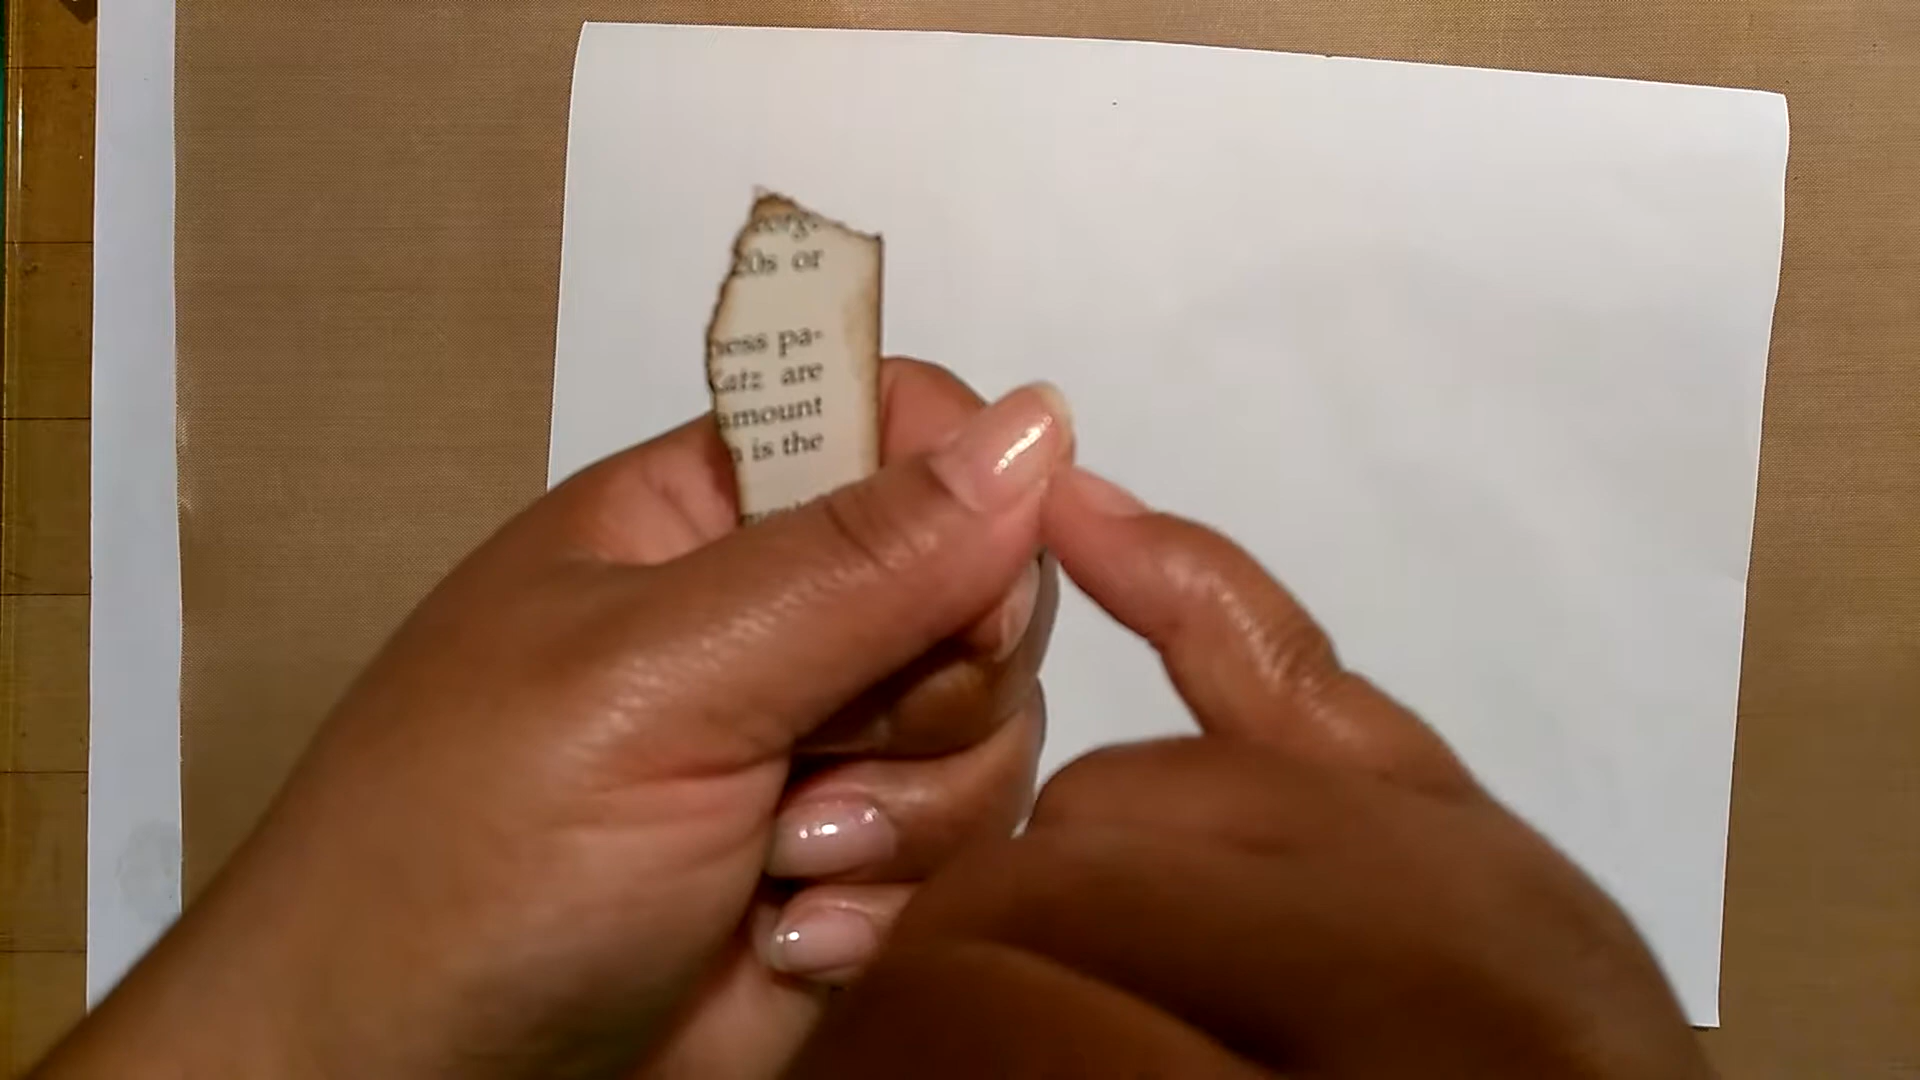 20s or
ness pa-
Katz are
amount
is the